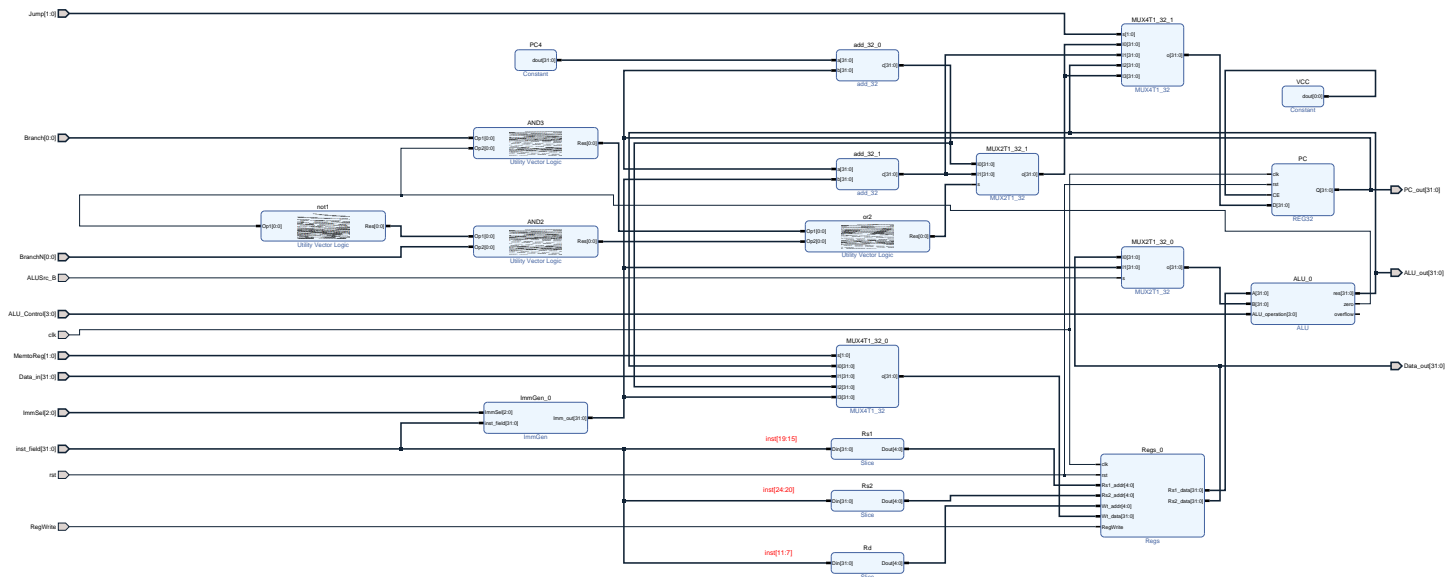 Jump[1:0]
MUX4T1_32_1
s[1:0]
I0[31:0]
I1[31:0]
I2[31:0]
I3[31:0]
o[31:0]
MUX4T1_32
PC4
dout[31:0]
Constant
add_32_0
a[31:0]
b[31:0]
c[31:0]
add_32
VCC
dout[0:0]
Constant
Branch[0:0]
AND3
Op1[0:0]
Op2[0:0]
Res[0:0]
Utility Vector Logic
add_32_1
a[31:0]
b[31:0]
c[31:0]
add_32
MUX2T1_32_1
I0[31:0]
I1[31:0]
s
o[31:0]
MUX2T1_32
PC
clk
rst
CE
D[31:0]
Q[31:0]
REG32
PC_out[31:0]
not1
Op1[0:0]
Res[0:0]
Utility Vector Logic
AND2
Op1[0:0]
Op2[0:0]
Res[0:0]
Utility Vector Logic
or2
Op1[0:0]
Op2[0:0]
Res[0:0]
Utility Vector Logic
BranchN[0:0]
ALUSrc_B
MUX2T1_32_0
I0[31:0]
I1[31:0]
s
o[31:0]
MUX2T1_32
ALU_out[31:0]
ALU_0
A[31:0]
B[31:0]
ALU_operation[3:0]
res[31:0]
zero
overflow
ALU
ALU_Control[3:0]
clk
MemtoReg[1:0]
Data_in[31:0]
MUX4T1_32_0
s[1:0]
I0[31:0]
I1[31:0]
I2[31:0]
I3[31:0]
o[31:0]
MUX4T1_32
Data_out[31:0]
ImmSel[2:0]
ImmGen_0
ImmSel[2:0]
inst_field[31:0]
Imm_out[31:0]
ImmGen
inst_field[31:0]
inst[19:15]
Rs1
Din[31:0]
Dout[4:0]
Slice
rst
inst[24:20]
Rs2
Din[31:0]
Dout[4:0]
Slice
Regs_0
clk
rst
Rs1_addr[4:0]
Rs2_addr[4:0]
Wt_addr[4:0]
Wt_data[31:0]
RegWrite
Rs1_data[31:0]
Rs2_data[31:0]
Regs
RegWrite
inst[11:7]
Rd
Din[31:0]
Dout[4:0]
Slice